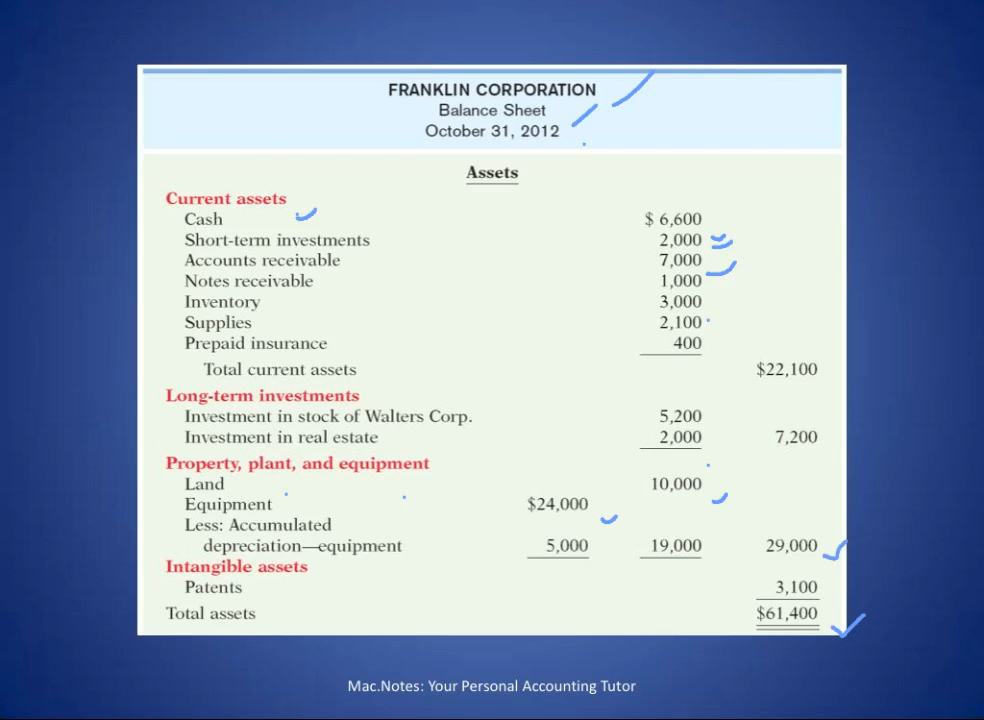 FRANKLIN CORPORATION
Balance Sheet
October 31, 2012
Assets
Current assets
Cash $ 6,600
Short-term investments 2,000
Accounts receivable 7,000
Notes receivable 1,000
Inventory 3,000
Supplies 2,100
Prepaid insurance 400
Total current assets $22,100
Long-term investments
Investment in stock of Walters Corp. 5,200
Investment in real estate 2,000 7,200
Property, plant, and equipment
Land 10,000
Equipment $24,000
Less: Accumulated
depreciation—equipment 5,000 19,000 29,000
Intangible assets
Patents 3,100
Total assets $61,400
Mac.Notes: Your Personal Accounting Tutor